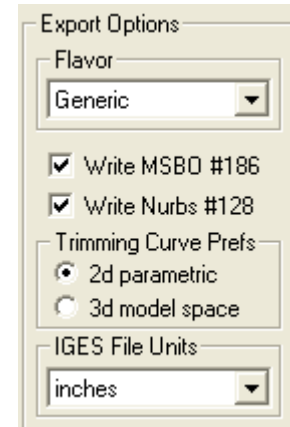 Export Options
Flavor
Generic
Write MSBO #186
Write Nurbs #128
Trimming Curve Prefs
2d parametric
3d model space
IGES File Units
inches